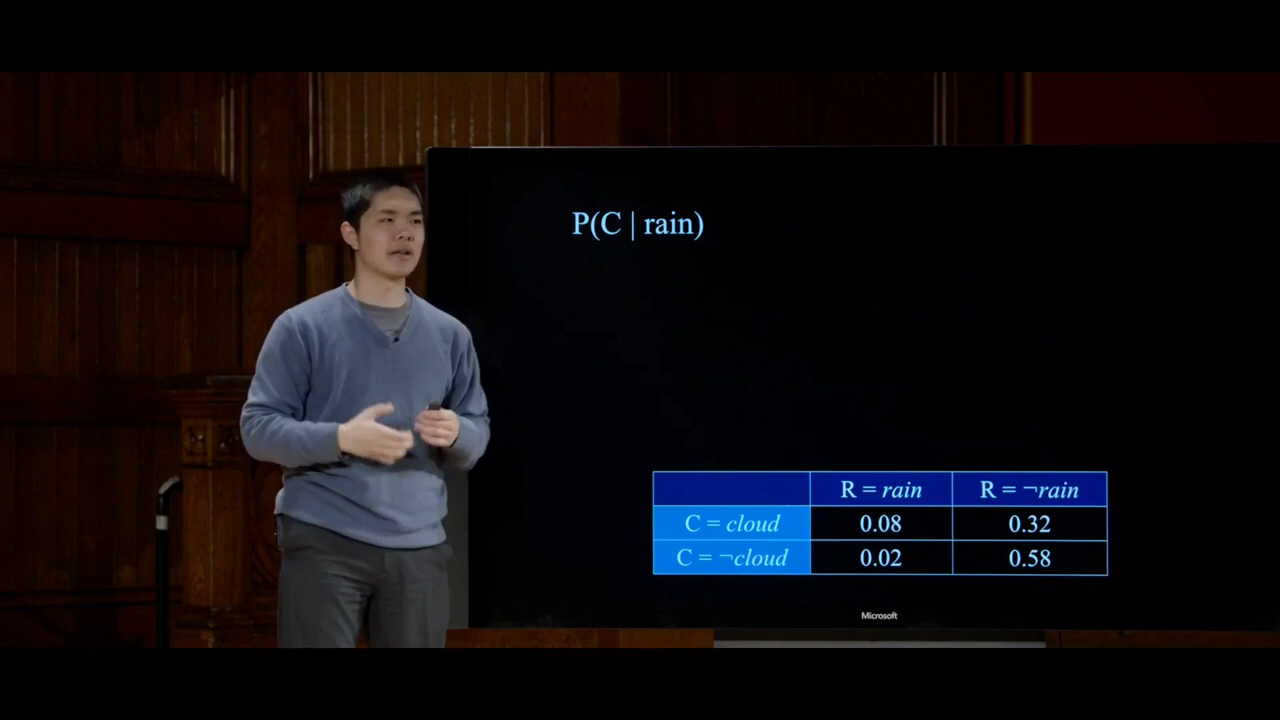 P(C | rain)
R = rain R = ¬rain
C = cloud 0.08 0.32
C = ¬cloud 0.02 0.58
Microsoft